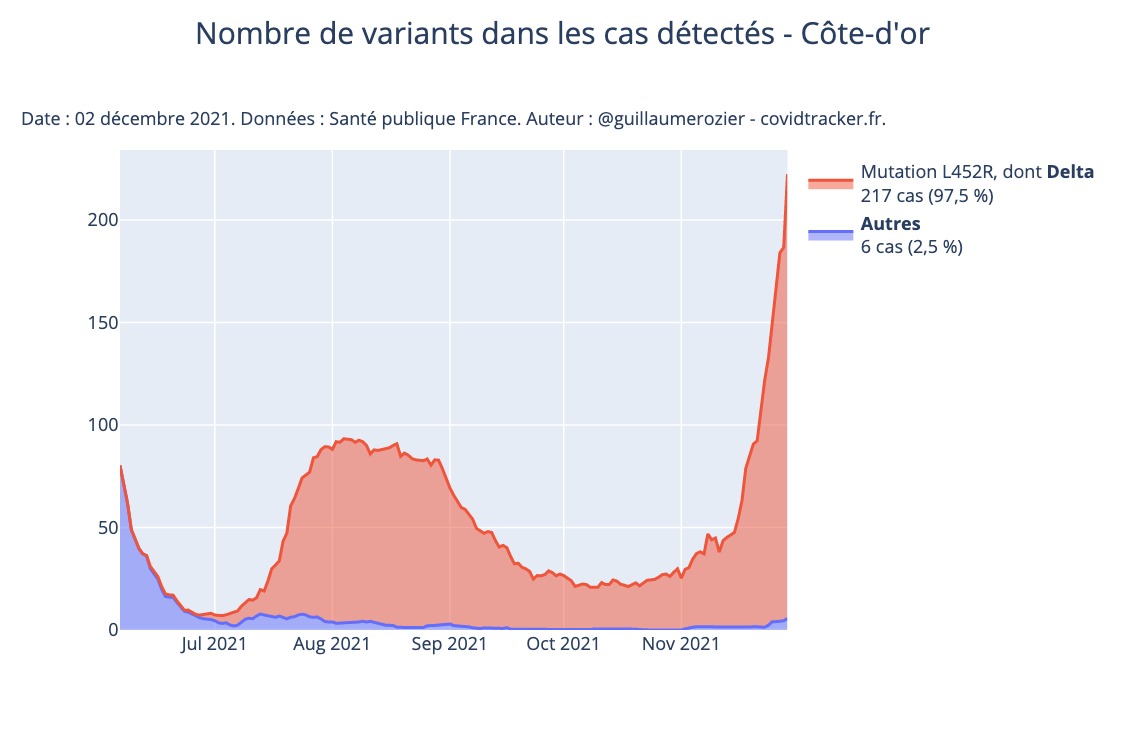 Nombre de variants dans les cas détectés - Côte-d'or
Date : 02 décembre 2021. Données : Santé publique France. Auteur : @guillaumerozier - covidtracker.fr.
Mutation L452R, dont Delta
217 cas (97,5 %)
Autres
6 cas (2,5 %)
200
150
100
50
0
Jul 2021 Aug 2021 Sep 2021 Oct 2021 Nov 2021